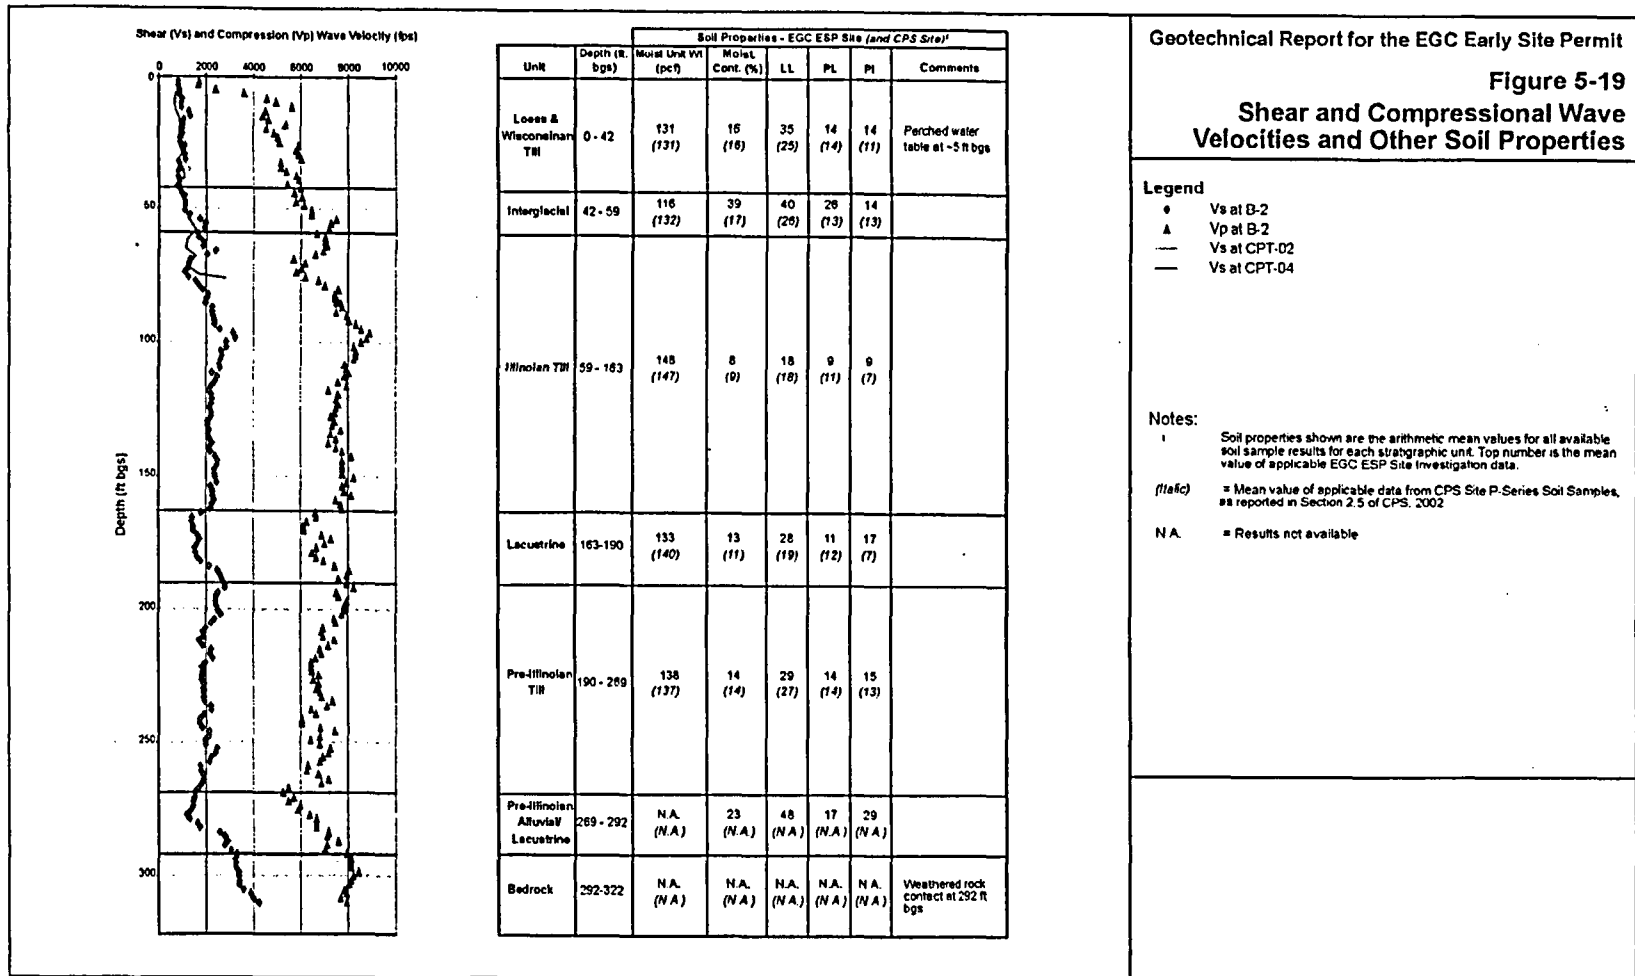 Shear (Vs) and Compression (Vp) Wave Velocity (fps)
0 2000 4000 6000 8000 10000
0
50
100
150
200
250
300
Depth (ft bgs)
Soil Properties - EGC ESP Site (and CPS Site)¹
Unit Depth (ft. bgs) Moist Unit Wt (pcf) Moist. Cont. (%) LL PL PI Comments
Loess & Wisconsinan Till 0 - 42 131 16 35 14 14 Perched water table at ~5 ft bgs
(131) (16) (25) (14) (11)
Interglacial 42 - 59 116 39 40 26 14
(132) (17) (26) (13) (13)
Illinoian Till 59 - 163 148 8 18 9 9
(147) (9) (18) (11) (7)
Lacustrine 163-190 133 13 28 11 17
(140) (11) (19) (12) (7)
Pre-Illinoian Till 190 - 269 138 14 29 14 15
(137) (14) (27) (14) (13)
Pre-Illinoian Alluvial/ Lacustrine 269 - 292 N.A. 23 48 17 29
(N.A.) (N.A.) (N.A.) (N.A.) (N.A.)
Bedrock 292-322 N.A. N.A. N.A. N.A. N.A. Weathered rock contact at 292 ft bgs
(N.A.) (N.A.) (N.A.) (N.A.) (N.A.)
Geotechnical Report for the EGC Early Site Permit
Figure 5-19
Shear and Compressional Wave
Velocities and Other Soil Properties
Legend
Vs at B-2
Vp at B-2
Vs at CPT-02
Vs at CPT-04
Notes:
1 Soil properties shown are the arithmetic mean values for all available
soil sample results for each stratigraphic unit. Top number is the mean
value of applicable EGC ESP Site Investigation data.
(Italic) = Mean value of applicable data from CPS Site P-Series Soil Samples,
as reported in Section 2.5 of CPS, 2002
N.A. = Results not available